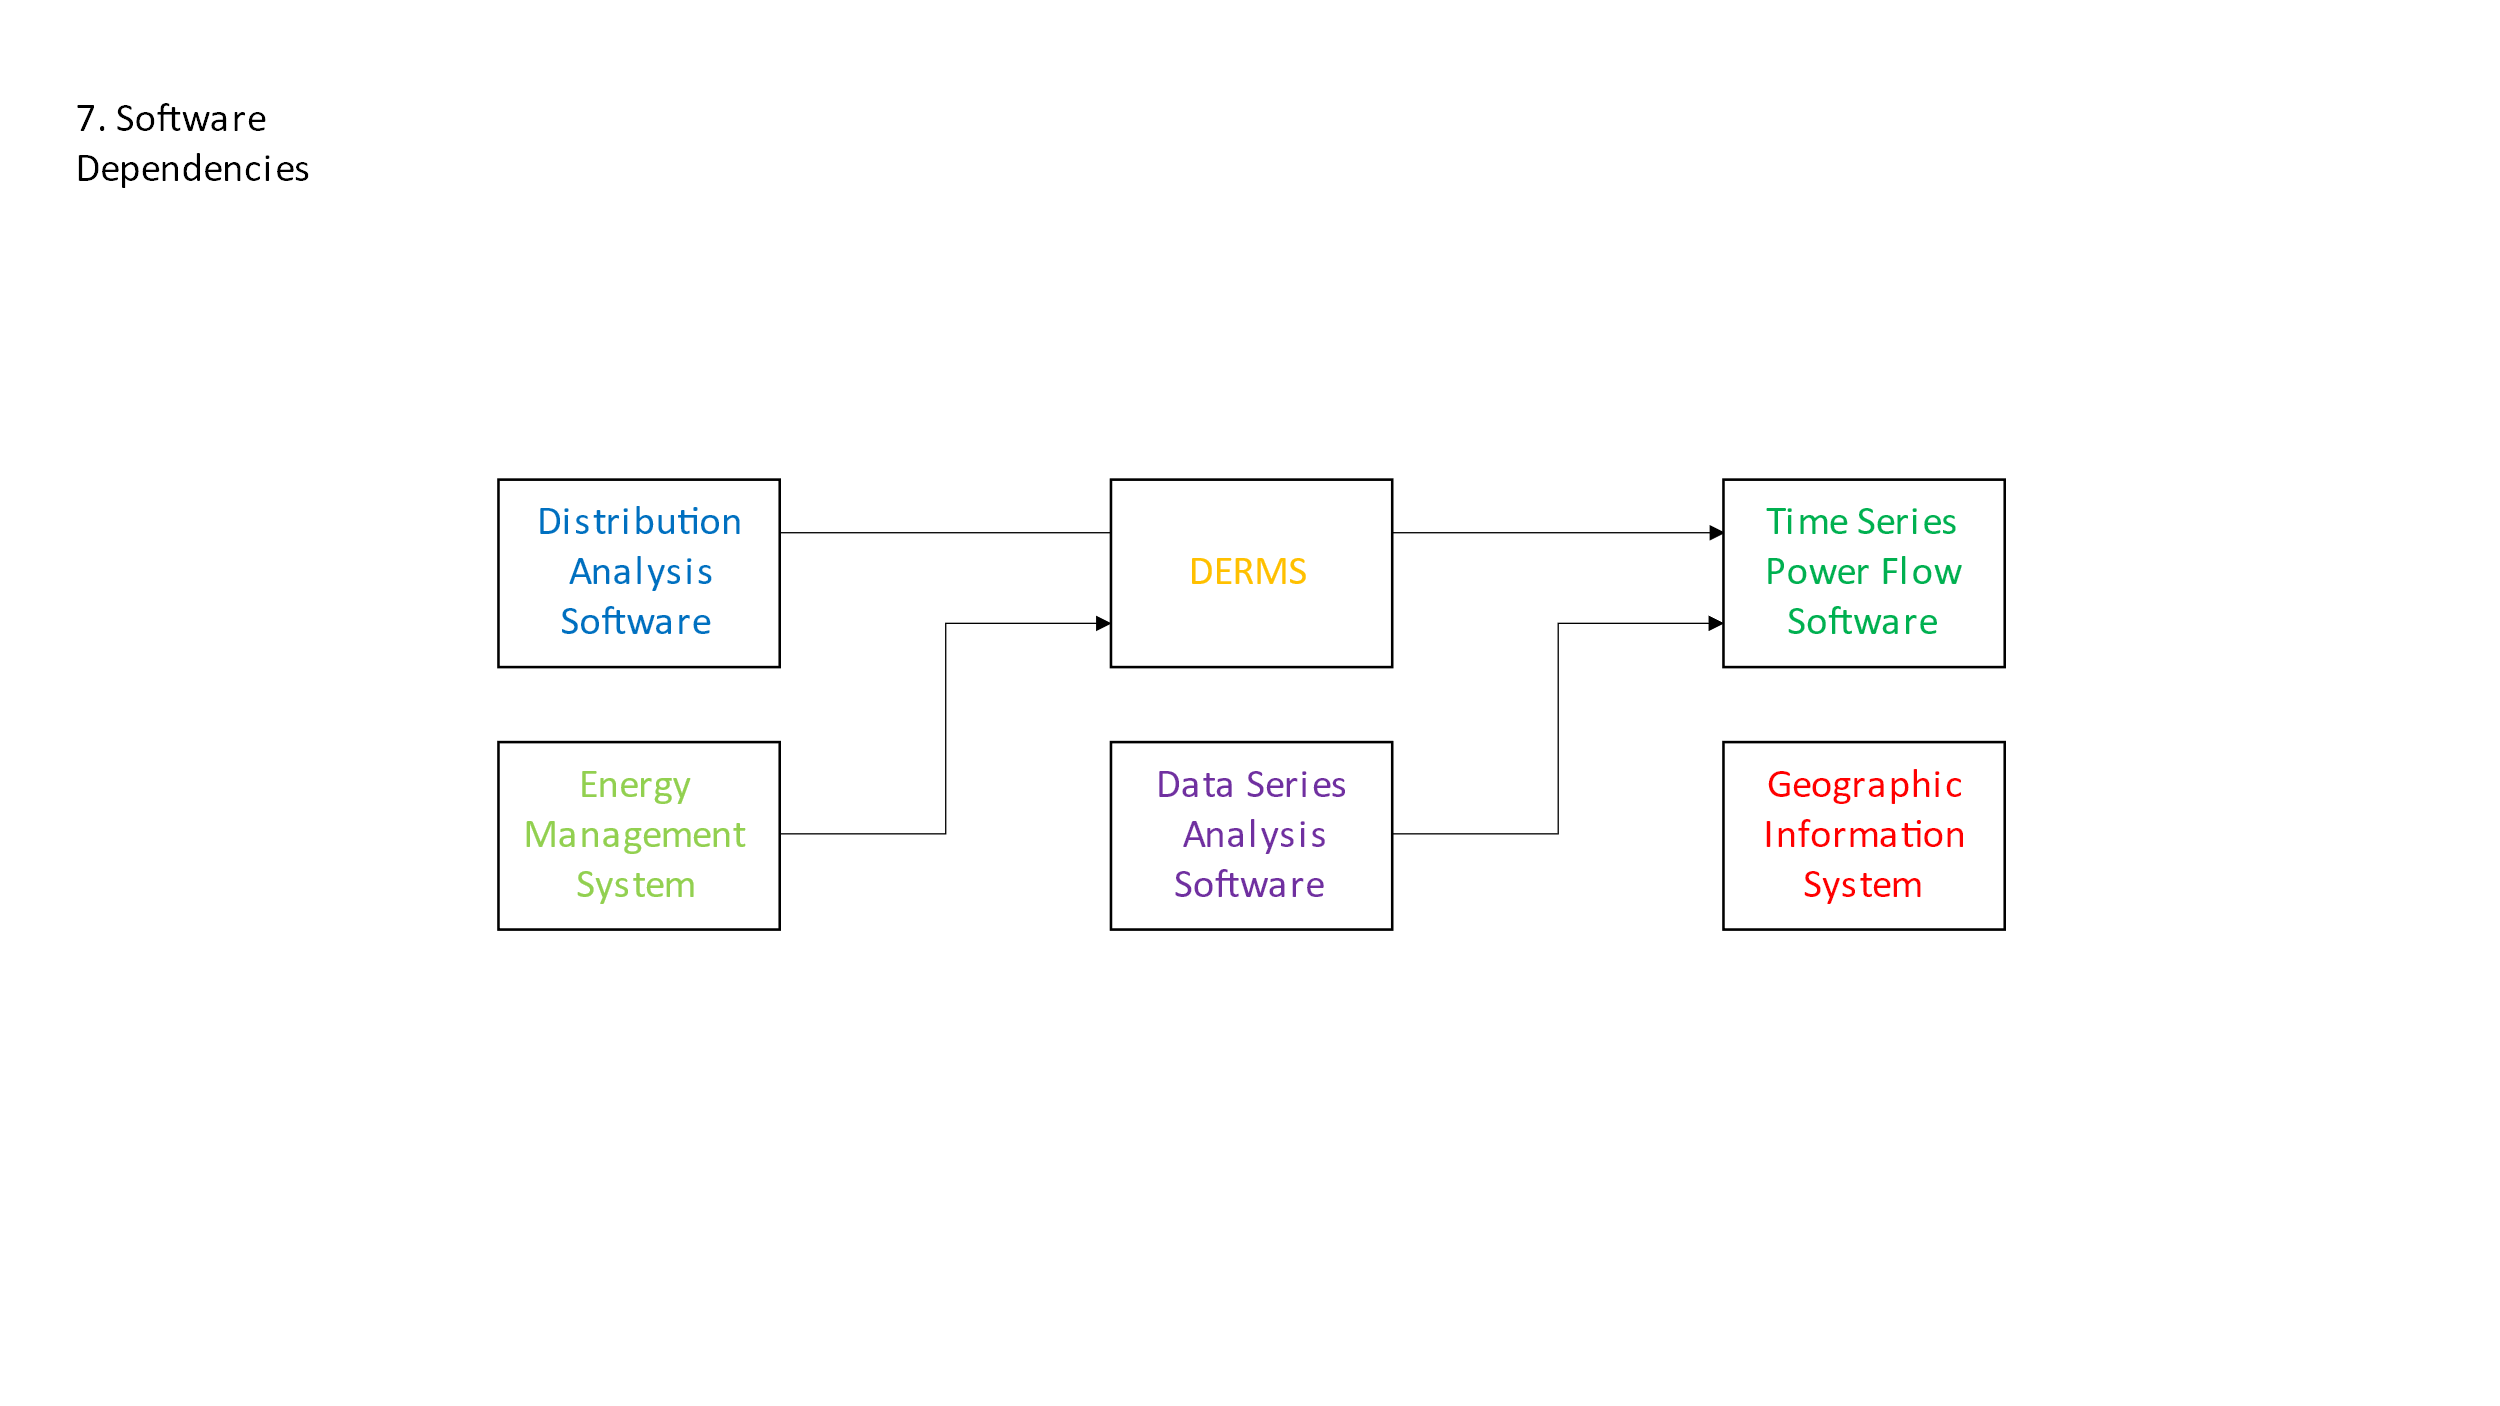 7. Software
Dependencies
Distribution
Analysis
Software
DERMS
Time Series
Power Flow
Software
Energy
Management
System
Data Series
Analysis
Software
Geographic
Information
System